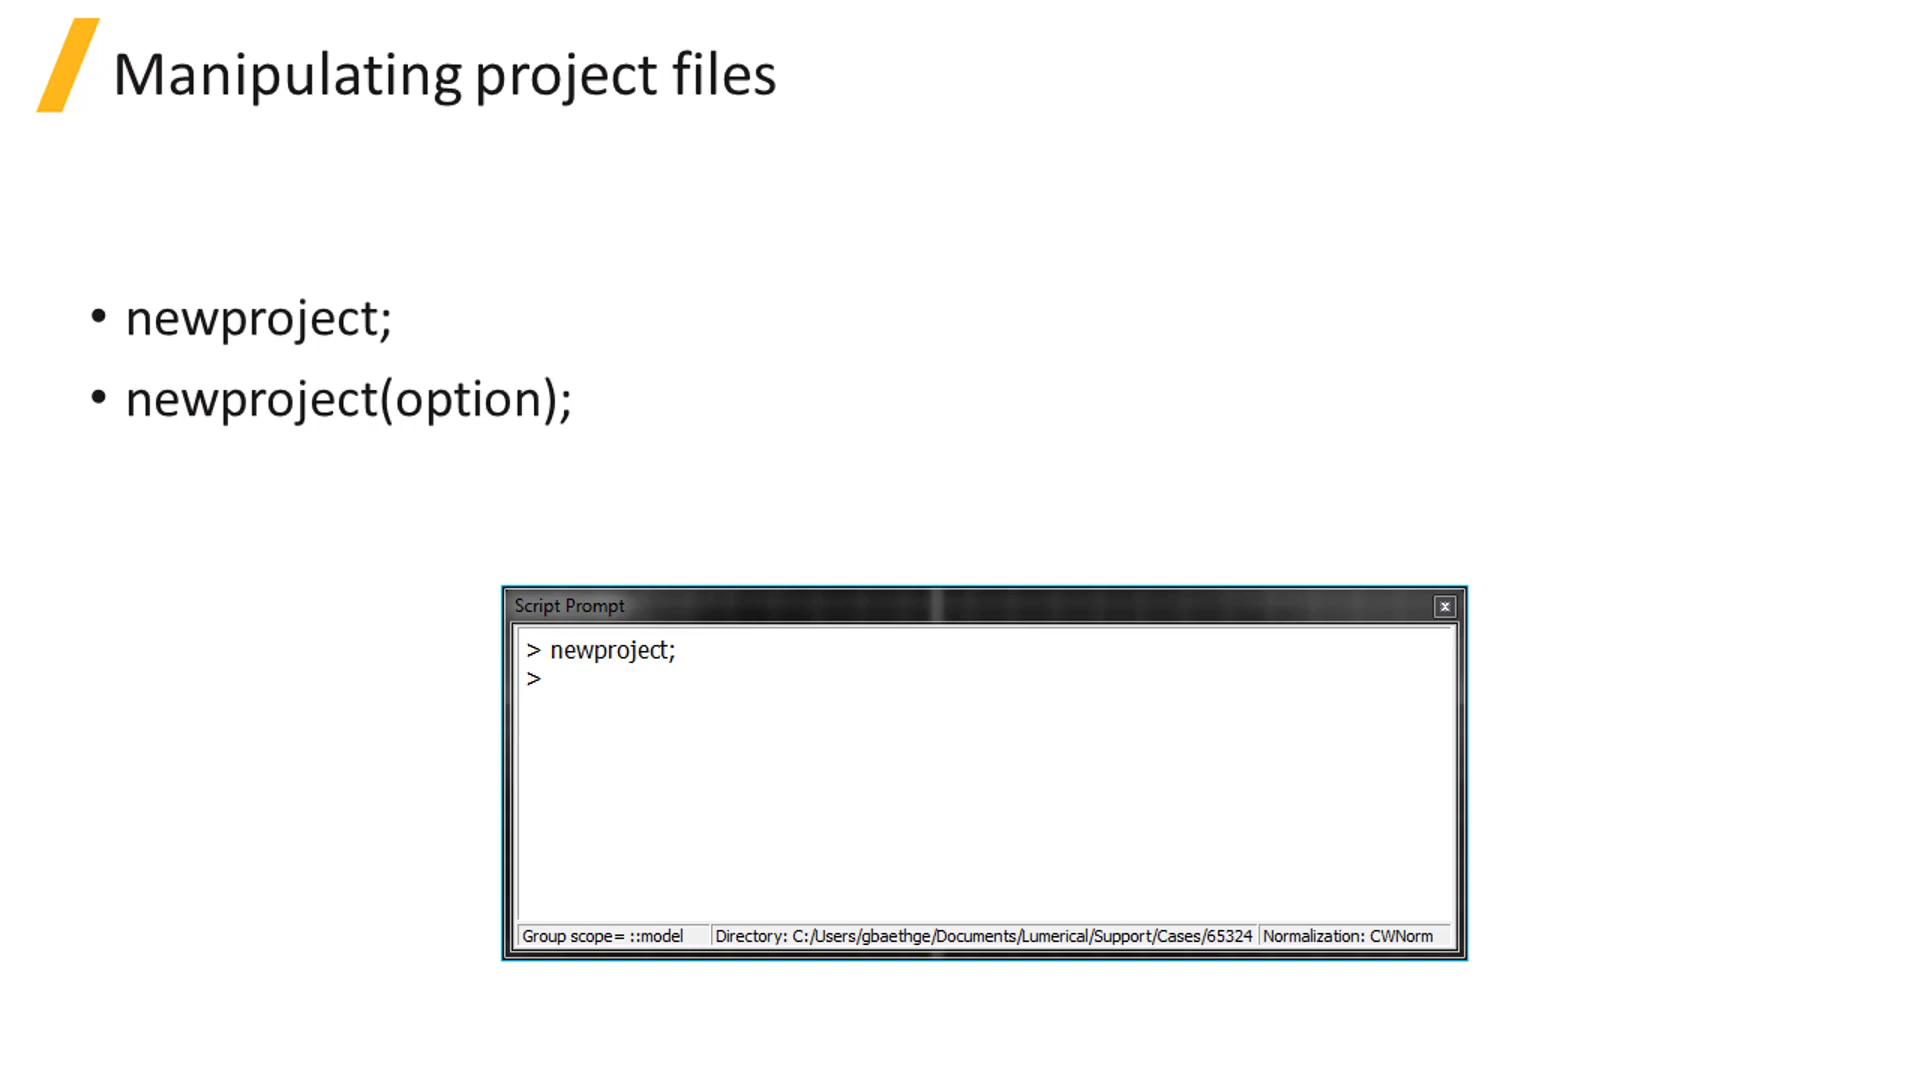 Manipulating project files
• newproject;
• newproject(option);
Script Prompt
> newproject;
>
Group scope= ::model Directory: C:/Users/gbaethge/Documents/Lumerical/Support/Cases/65324 Normalization: CWNorm